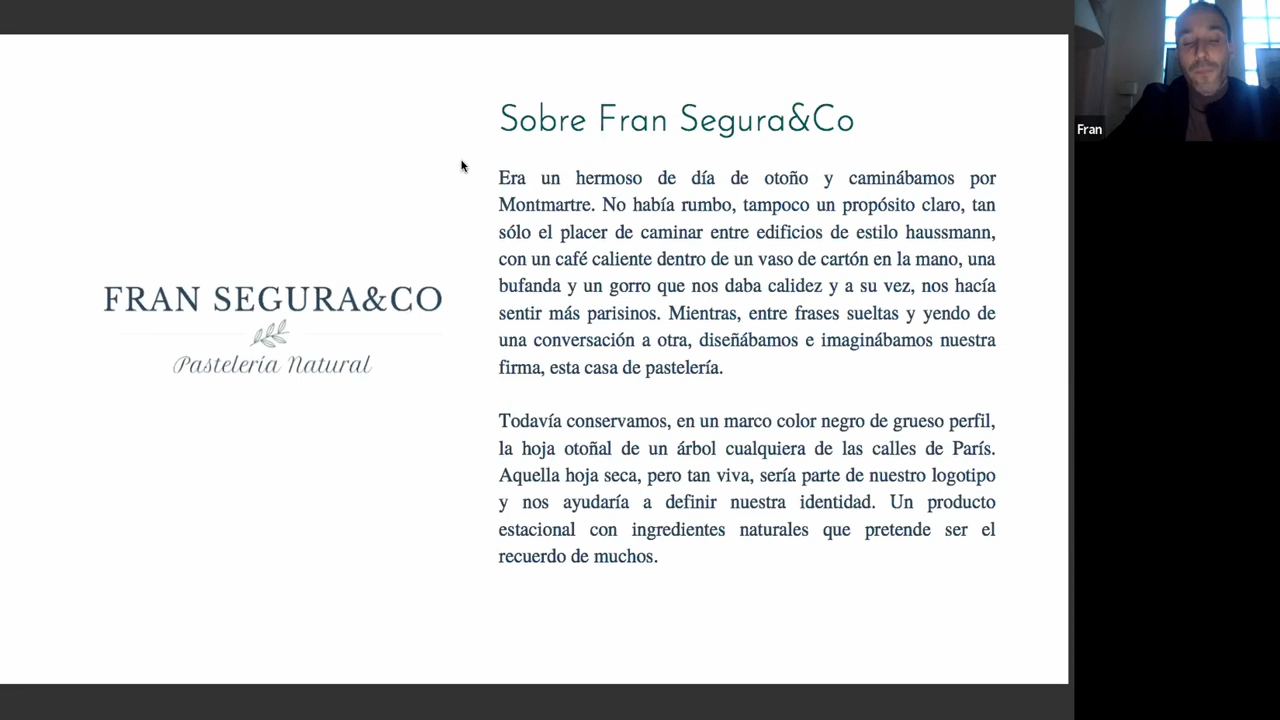 Sobre Fran Segura&Co
Era un hermoso de día de otoño y caminábamos por
Montmartre. No había rumbo, tampoco un propósito claro, tan
sólo el placer de caminar entre edificios de estilo haussmann,
con un café caliente dentro de un vaso de cartón en la mano, una
bufanda y un gorro que nos daba calidez y a su vez, nos hacía
sentir más parisinos. Mientras, entre frases sueltas y yendo de
una conversación a otra, diseñábamos e imaginábamos nuestra
firma, esta casa de pastelería.
Todavía conservamos, en un marco color negro de grueso perfil,
la hoja otoñal de un árbol cualquiera de las calles de París.
Aquella hoja seca, pero tan viva, sería parte de nuestro logotipo
y nos ayudaría a definir nuestra identidad. Un producto
estacional con ingredientes naturales que pretende ser el
recuerdo de muchos.
FRAN SEGURA&CO
Pastelería Natural
Fran